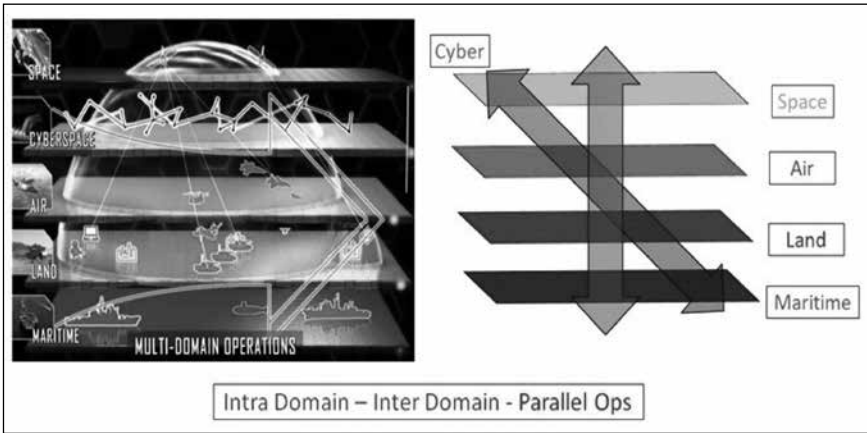 SPACE
CYBERSPACE
AIR
LAND
MARITIME
MULTI-DOMAIN OPERATIONS
Cyber
Space
Air
Land
Maritime
Intra Domain – Inter Domain - Parallel Ops